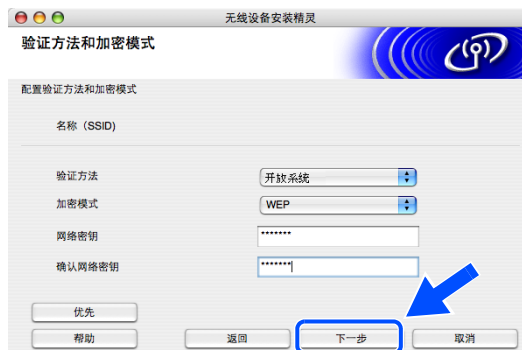 无线设备安装精灵
验证方法和加密模式
配置验证方法和加密模式
名称（SSID)
验证方法 开放系统
加密模式 WEP
网络密钥 *******
确认网络密钥 *******
优先
帮助 返回 下一步 取消